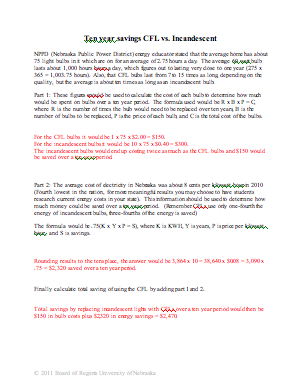 Ten year savings CFL vs. Incandescent
NPPD (Nebraska Public Power District) energy educator stated that the average home has about
75 light bulbs in it which are on for an average of 2.75 hours a day. The average
lasts about 1,000 hours day, which figures out to lasting very close to one year (275 x
365 = 1,003.75 hours). Also, that CFL bulbs last from 7 to 15 times as long depending on the
quality, but the average is about ten times as long as an incandescent bulb
Part 1: These figures be used to calculate the cost of each bulb to determine how much
would be spent on bulbs over a ten year period. The formula used would be R x B x P = C,
where R is the number of times the bulb would need to be replaced over ten years, B is the
number of bulbs to be replaced, P is the price of each bulb, and C is the total cost of the bulbs.
For the CFL bulbs it would be 1 x 75 x $2.00 = $150.
For the incandescent bulbs it would be 10 x 75 x $0.40 = $300.
The incandescent bulbs would end up costing twice as much as the CFL bulbs and $150 would
be saved over a period
Part 2: The average cost of electricity in Nebraska was about 8 cents per in 2010
(Fourth lowest in the nation, for most meaningful results you may choose to have students
research current energy costs in your state). This information should be used to determine how
much money could be saved over a period. (Remember use only one-fourth the
energy of incandescent bulbs, three-fourths of the energy is saved)
The formula would be .75(K x Y x P = S), where K is KWH, Y is years, P is price per
and S is savings.
Rounding results to the tens place, the answer would be 3,864 x 10 = 38,640 x $008 = 3,090 x
.75 = $2,320 saved over a ten year period.
Finally calculate total saving of using the CFL by adding part 1 and 2.
Total savings by replacing incandescent lights with over a ten year period would then be
$150 in bulb costs plus $2320 in energy savings = $2,470
© 2011 Board of Regents University of Nebraska